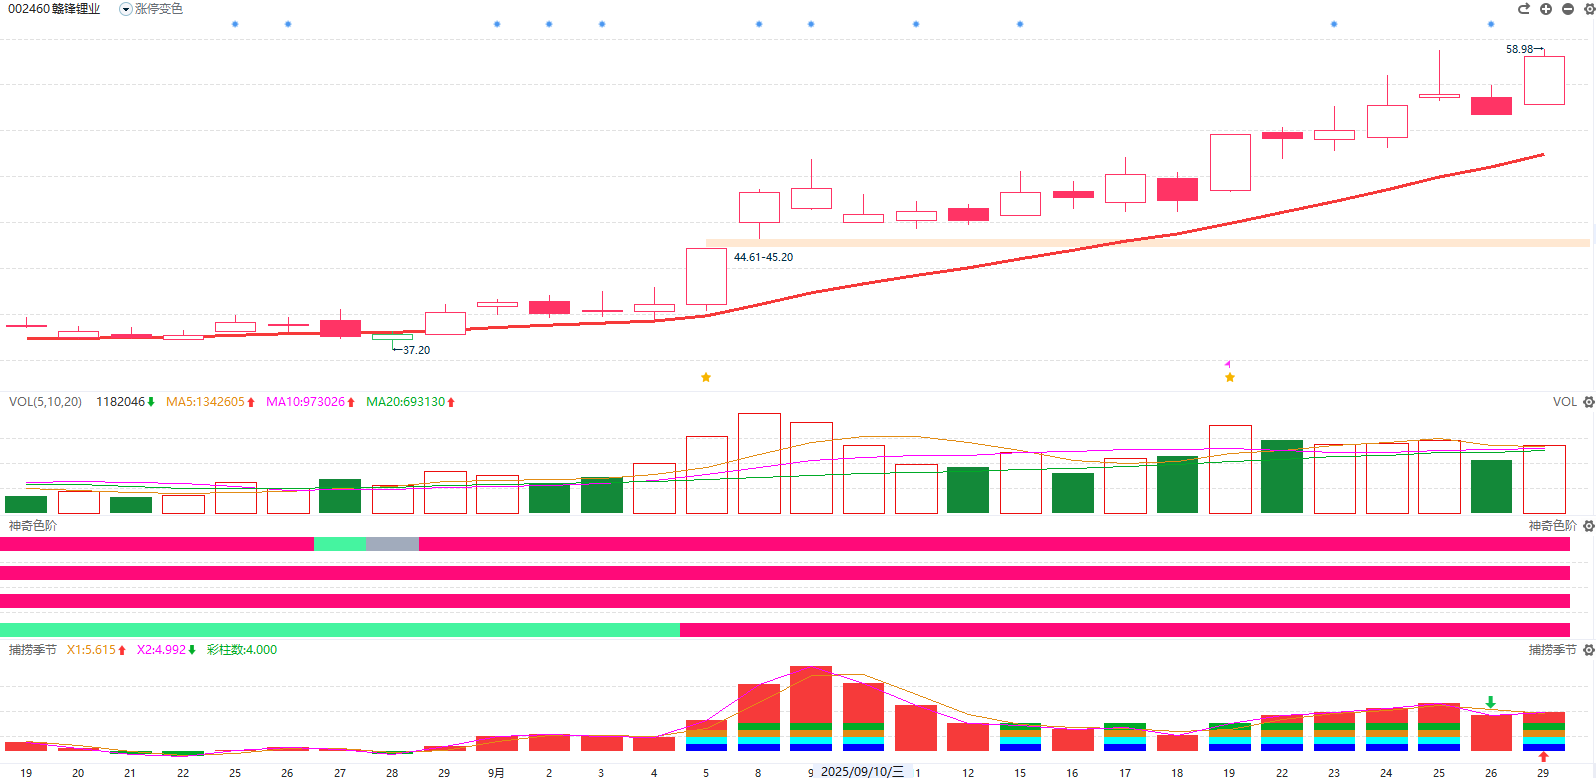 002460 赣锋锂业 涨停变色
58.98
44.61-45.20
37.20
VOL(5,10,20) 1182046 MA5:1342605 MA10:973026 MA20:693130 VOL
神奇色阶 神奇色阶
捕捞季节 X1:5.615 X2:4.992 彩柱数:4.000 捕捞季节
19 20 21 22 25 26 27 28 29 9月 2 3 4 5 8 9 2025/09/10/三 1 12 15 16 17 18 19 22 23 24 25 26 29